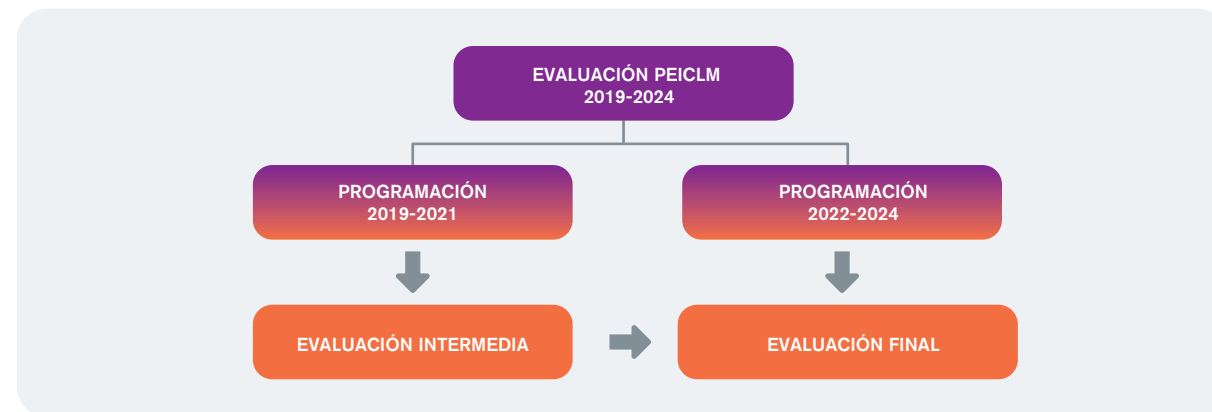 EVALUACIÓN PEICLM
2019-2024
PROGRAMACIÓN
2019-2021
PROGRAMACIÓN
2022-2024
EVALUACIÓN INTERMEDIA
EVALUACIÓN FINAL